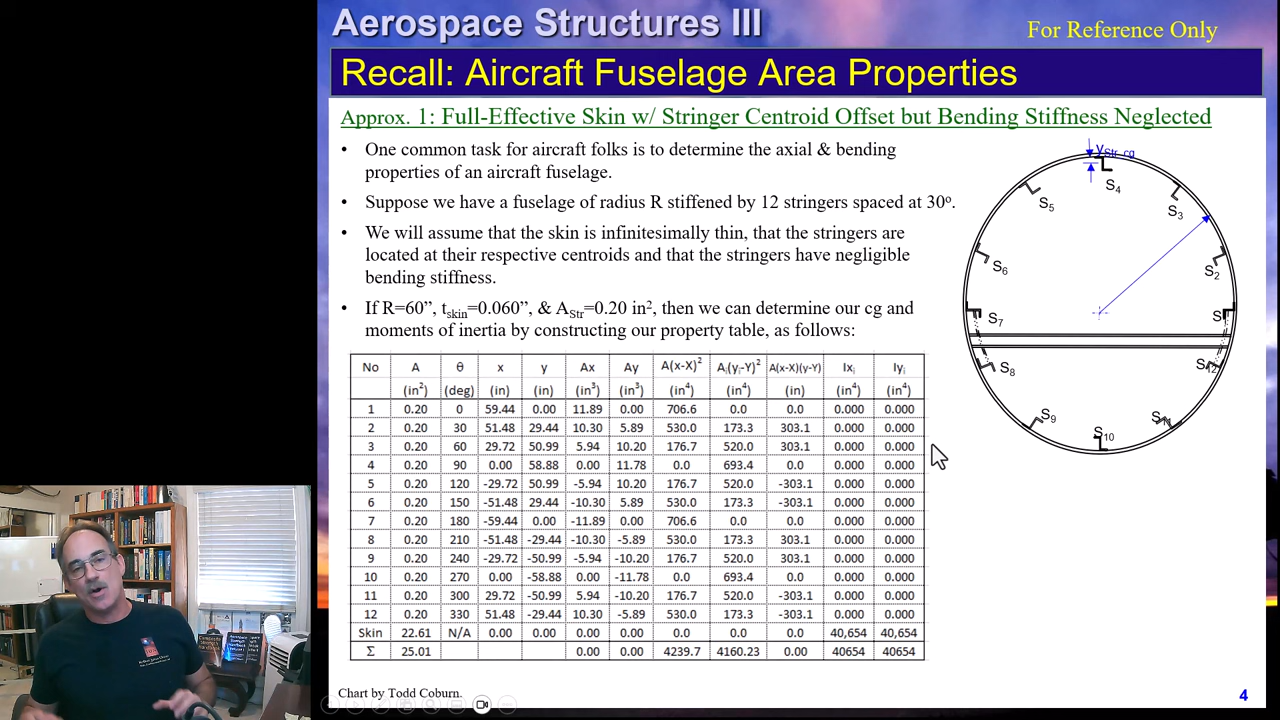 Aerospace Structures III
For Reference Only
Recall: Aircraft Fuselage Area Properties
Approx. 1: Full-Effective Skin w/ Stringer Centroid Offset but Bending Stiffness Neglected
• One common task for aircraft folks is to determine the axial & bending
properties of an aircraft fuselage.
• Suppose we have a fuselage of radius R stiffened by 12 stringers spaced at 30°.
• We will assume that the skin is infinitesimally thin, that the stringers are
located at their respective centroids and that the stringers have negligible
bending stiffness.
• If R=60”, tskin=0.060”, & AStr=0.20 in², then we can determine our cg and
moments of inertia by constructing our property table, as follows:
yStr-cg
S4
S5
S3
S6
S2
S7
S
S8
S12
S9
S10
S11
No A θ x y Ax Ay A(x-X)² Ai(yi-Y)² A(x-X)(y-Y) Ixi Iyi
(in²) (deg) (in) (in) (in³) (in³) (in⁴) (in⁴) (in) (in⁴) (in⁴)
1 0.20 0 59.44 0.00 11.89 0.00 706.6 0.0 0.0 0.000 0.000
2 0.20 30 51.48 29.44 10.30 5.89 530.0 173.3 303.1 0.000 0.000
3 0.20 60 29.72 50.99 5.94 10.20 176.7 520.0 303.1 0.000 0.000
4 0.20 90 0.00 58.88 0.00 11.78 0.0 693.4 0.0 0.000 0.000
5 0.20 120 -29.72 50.99 -5.94 10.20 176.7 520.0 -303.1 0.000 0.000
6 0.20 150 -51.48 29.44 -10.30 5.89 530.0 173.3 -303.1 0.000 0.000
7 0.20 180 -59.44 0.00 -11.89 0.00 706.6 0.0 0.0 0.000 0.000
8 0.20 210 -51.48 -29.44 -10.30 -5.89 530.0 173.3 303.1 0.000 0.000
9 0.20 240 -29.72 -50.99 -5.94 -10.20 176.7 520.0 303.1 0.000 0.000
10 0.20 270 0.00 -58.88 0.00 -11.78 0.0 693.4 0.0 0.000 0.000
11 0.20 300 29.72 -50.99 5.94 -10.20 176.7 520.0 -303.1 0.000 0.000
12 0.20 330 51.48 -29.44 10.30 -5.89 530.0 173.3 -303.1 0.000 0.000
Skin 22.61 N/A 0.00 0.00 0.00 0.00 0.0 0.0 0.0 40,654 40,654
Σ 25.01 0.00 0.00 4239.7 4160.23 0.00 40654 40654
Chart by Todd Coburn.
4